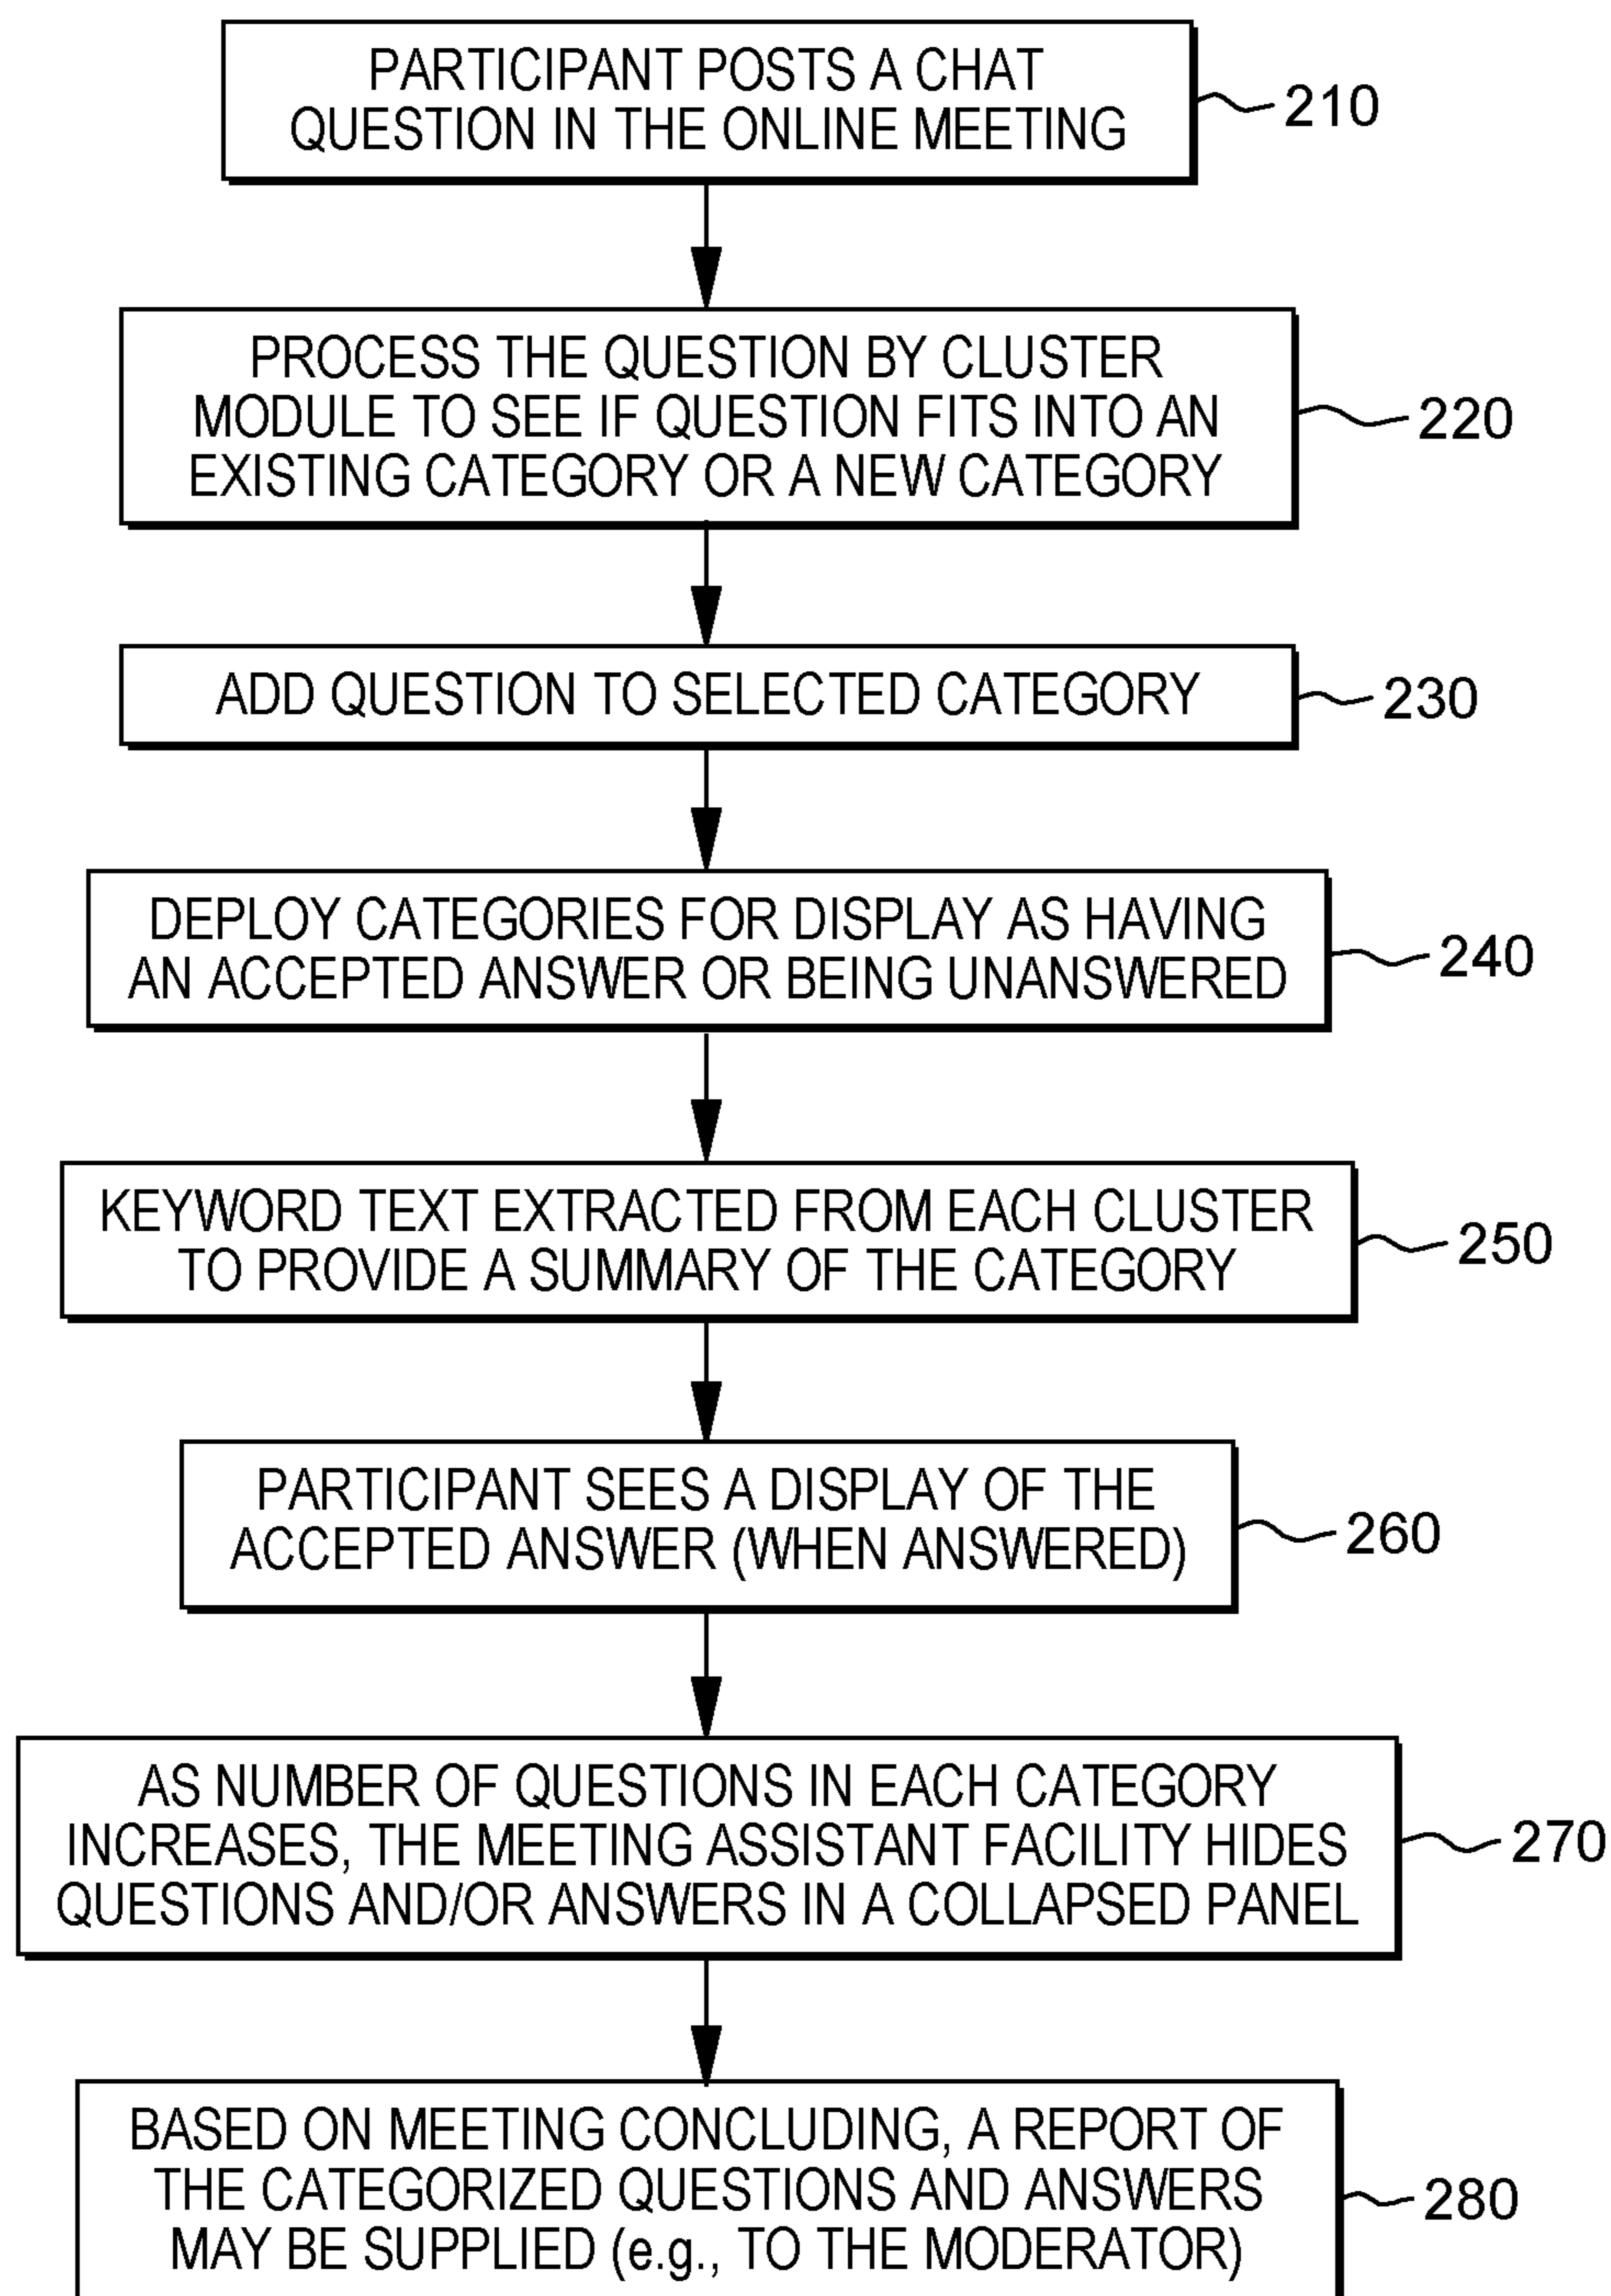 PARTICIPANT POSTS A CHAT
QUESTION IN THE ONLINE MEETING
210
PROCESS THE QUESTION BY CLUSTER
MODULE TO SEE IF QUESTION FITS INTO AN
EXISTING CATEGORY OR A NEW CATEGORY
220
ADD QUESTION TO SELECTED CATEGORY
230
DEPLOY CATEGORIES FOR DISPLAY AS HAVING
AN ACCEPTED ANSWER OR BEING UNANSWERED
240
KEYWORD TEXT EXTRACTED FROM EACH CLUSTER
TO PROVIDE A SUMMARY OF THE CATEGORY
250
PARTICIPANT SEES A DISPLAY OF THE
ACCEPTED ANSWER (WHEN ANSWERED)
260
AS NUMBER OF QUESTIONS IN EACH CATEGORY
INCREASES, THE MEETING ASSISTANT FACILITY HIDES
QUESTIONS AND/OR ANSWERS IN A COLLAPSED PANEL
270
BASED ON MEETING CONCLUDING, A REPORT OF
THE CATEGORIZED QUESTIONS AND ANSWERS
MAY BE SUPPLIED (e.g., TO THE MODERATOR)
280